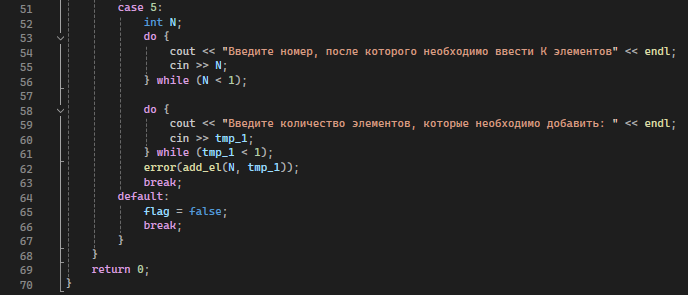 51 case 5:
52 int N;
53 do {
54 cout << "Введите номер, после которого необходимо ввести К элементов" << endl;
55 cin >> N;
56 } while (N < 1);
57
58 do {
59 cout << "Введите количество элементов, которые необходимо добавить: " << endl;
60 cin >> tmp_1;
61 } while (tmp_1 < 1);
62 error(add_el(N, tmp_1));
63 break;
64 default:
65 flag = false;
66 break;
67 }
68 }
69 return 0;
70 }